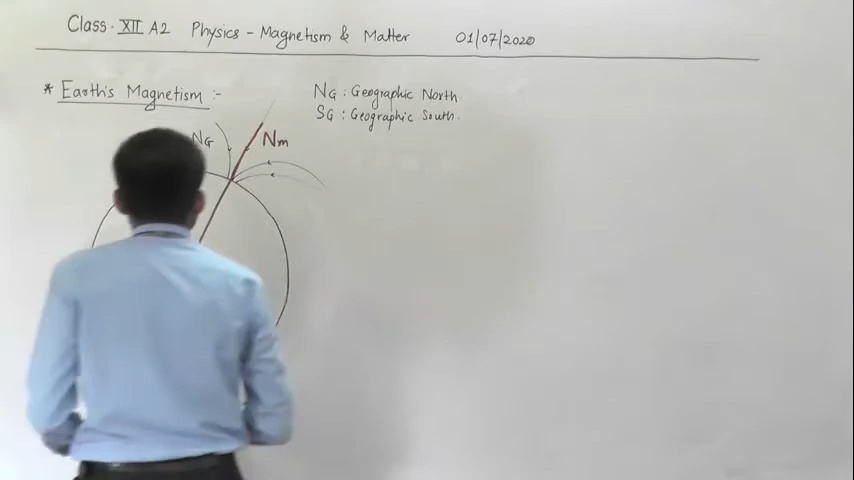 Class. XII A2 Physics - Magnetism & Matter 01/07/2020
* Earth's Magnetism :-
NG : Geographic North.
SG : Geographic South.
NG Nm